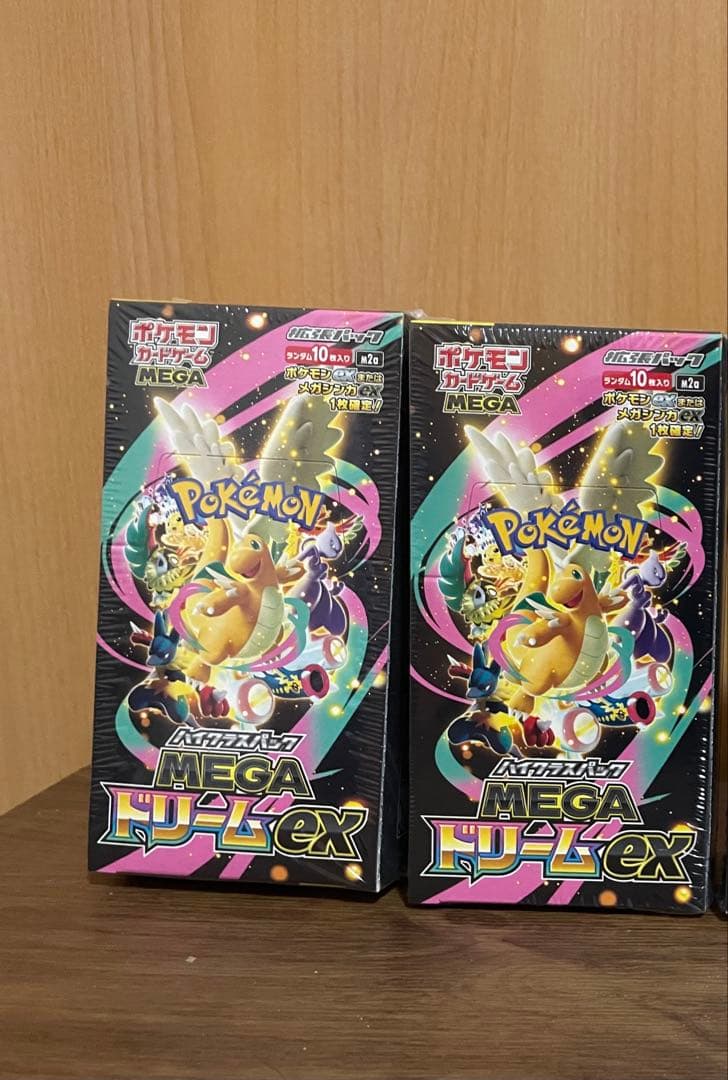 ポケモン
カードゲーム
MEGA
拡張パック
ランダム10枚入り
M2a
ポケモンexまたは
メガシンカex
1枚確定!
POKéMON
ハイクラスパック
MEGA
ドリームex
ポケモン
カードゲーム
MEGA
拡張パック
ランダム10枚入り
M2a
ポケモンexまたは
メガシンカex
1枚確定!
POKéMON
ハイクラスパック
MEGA
ドリームex